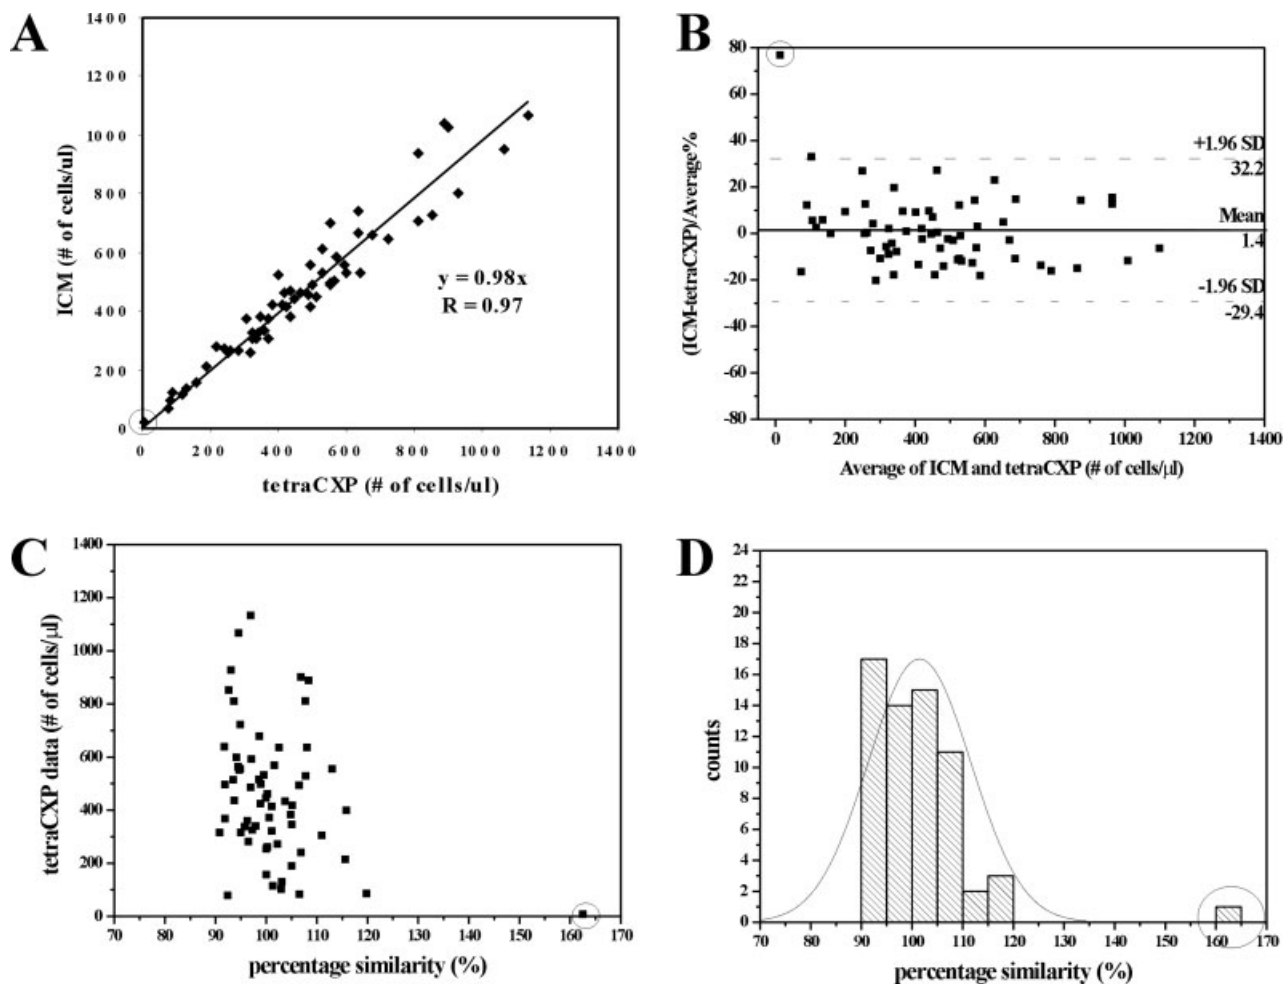 A
1400
1200
1000
800
600
400
200
0
ICM (# of cells/ul)
y = 0.98x
R = 0.97
0 200 400 600 800 1000 1200 1400
tetraCXP (# of cells/ul)
B
80
60
40
20
0
-20
-40
-60
-80
(ICM-tetraCXP)/Average%
+1.96 SD
32.2
Mean
1.4
-1.96 SD
-29.4
0 200 400 600 800 1000 1200 1400
Average of ICM and tetraCXP (# of cells/μl)
C
1400
1200
1000
800
600
400
200
0
tetraCXP data (# of cells/μl)
70 80 90 100 110 120 130 140 150 160 170
percentage similarity (%)
D
24
22
20
18
16
14
12
10
8
6
4
2
0
counts
70 80 90 100 110 120 130 140 150 160 170
percentage similarity (%)